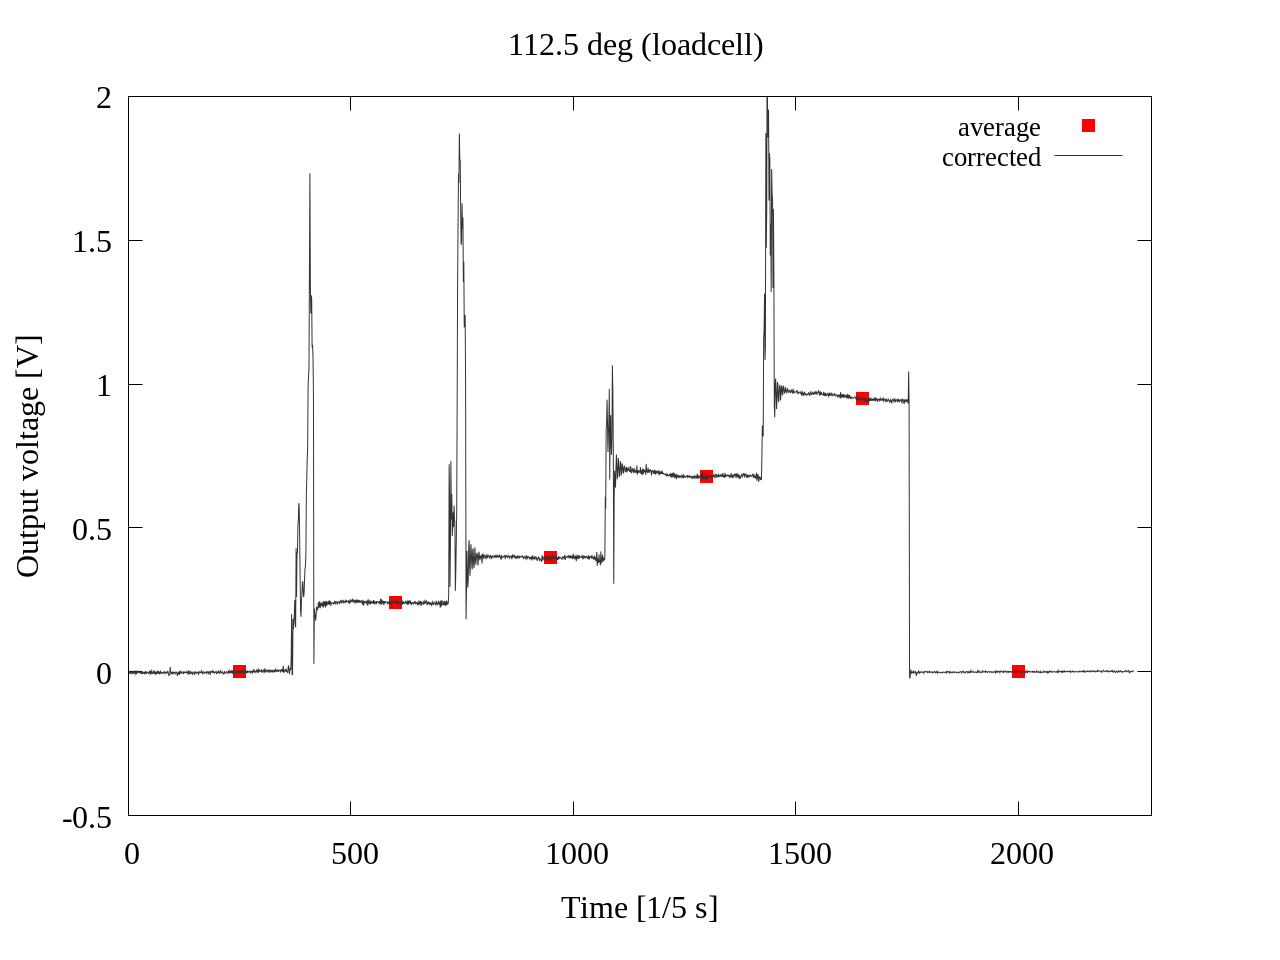 112.5 deg (loadcell)
average
corrected
2
1.5
1
0.5
0
-0.5
Output voltage [V]
0 500 1000 1500 2000
Time [1/5 s]